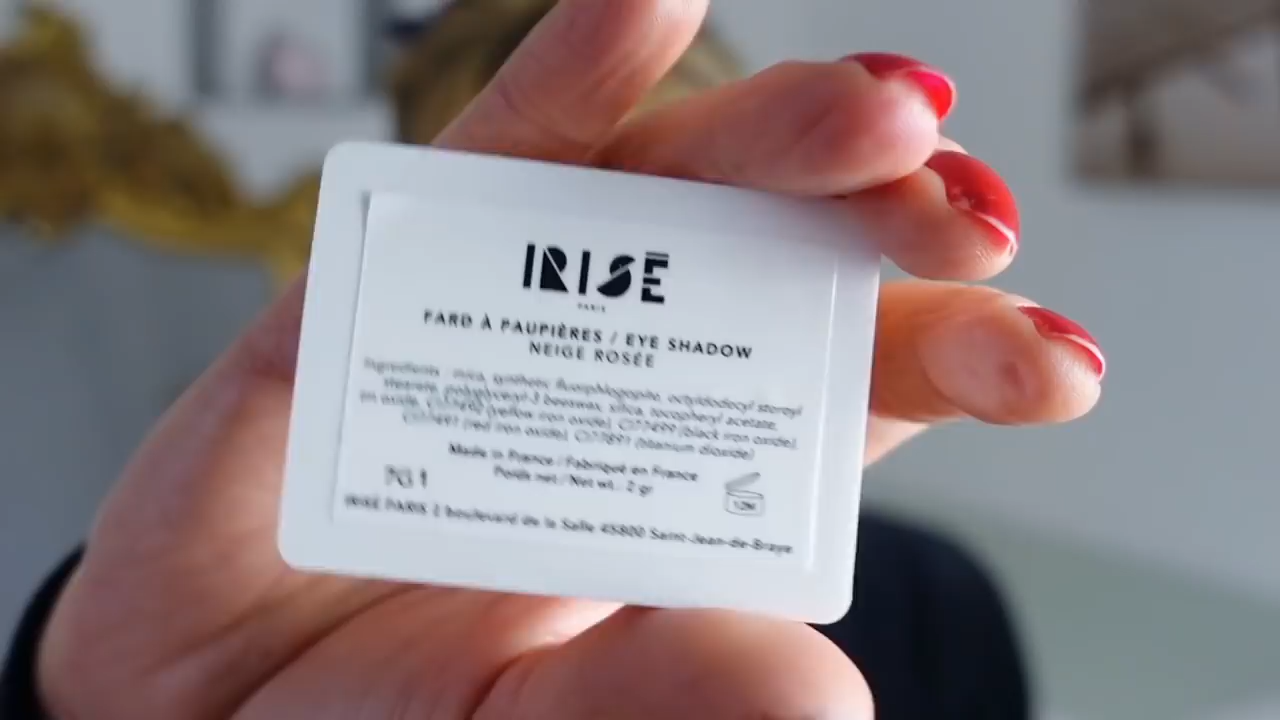 IRISĒ
PARIS
FARD À PAUPIÈRES / EYE SHADOW
NEIGE ROSÉE
Ingredients : mica, synthetic fluorphlogopite, octyldodecyl stearoyl
stearate, polyglyceryl-3 beeswax, silica, tocopheryl acetate,
tin oxide, CI77492 (yellow iron oxide), CI77499 (black iron oxide),
CI77491 (red iron oxide), CI77891 (titanium dioxide)
Made in France / Fabriqué en France
Poids net / Net wt.: 2 gr
12M
IRISÉ PARIS 2 boulevard de la Salle 45800 Saint-Jean-de-Braye